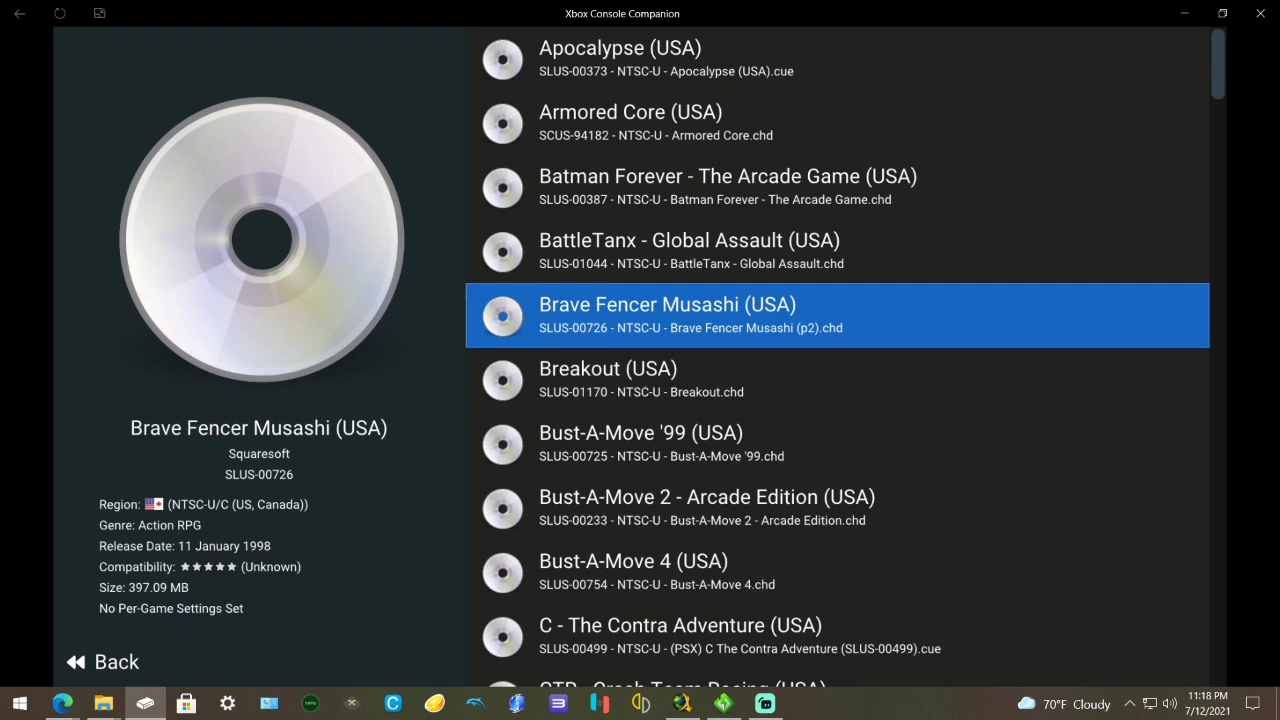 Xbox Console Companion
Apocalypse (USA)
SLUS-00373 - NTSC-U - Apocalypse (USA).cue
Armored Core (USA)
SCUS-94182 - NTSC-U - Armored Core.chd
Batman Forever - The Arcade Game (USA)
SLUS-00387 - NTSC-U - Batman Forever - The Arcade Game.chd
BattleTanx - Global Assault (USA)
SLUS-01044 - NTSC-U - BattleTanx - Global Assault.chd
Brave Fencer Musashi (USA)
SLUS-00726 - NTSC-U - Brave Fencer Musashi (p2).chd
Breakout (USA)
SLUS-01170 - NTSC-U - Breakout.chd
Bust-A-Move '99 (USA)
SLUS-00725 - NTSC-U - Bust-A-Move '99.chd
Bust-A-Move 2 - Arcade Edition (USA)
SLUS-00233 - NTSC-U - Bust-A-Move 2 - Arcade Edition.chd
Bust-A-Move 4 (USA)
SLUS-00754 - NTSC-U - Bust-A-Move 4.chd
C - The Contra Adventure (USA)
SLUS-00499 - NTSC-U - (PSX) C The Contra Adventure (SLUS-00499).cue
CTR - Crash Team Racing (USA)
Brave Fencer Musashi (USA)
Squaresoft
SLUS-00726
Region: (NTSC-U/C (US, Canada))
Genre: Action RPG
Release Date: 11 January 1998
Compatibility: ★★★★★ (Unknown)
Size: 397.09 MB
No Per-Game Settings Set
Back
70°F Cloudy
11:18 PM
7/12/2021